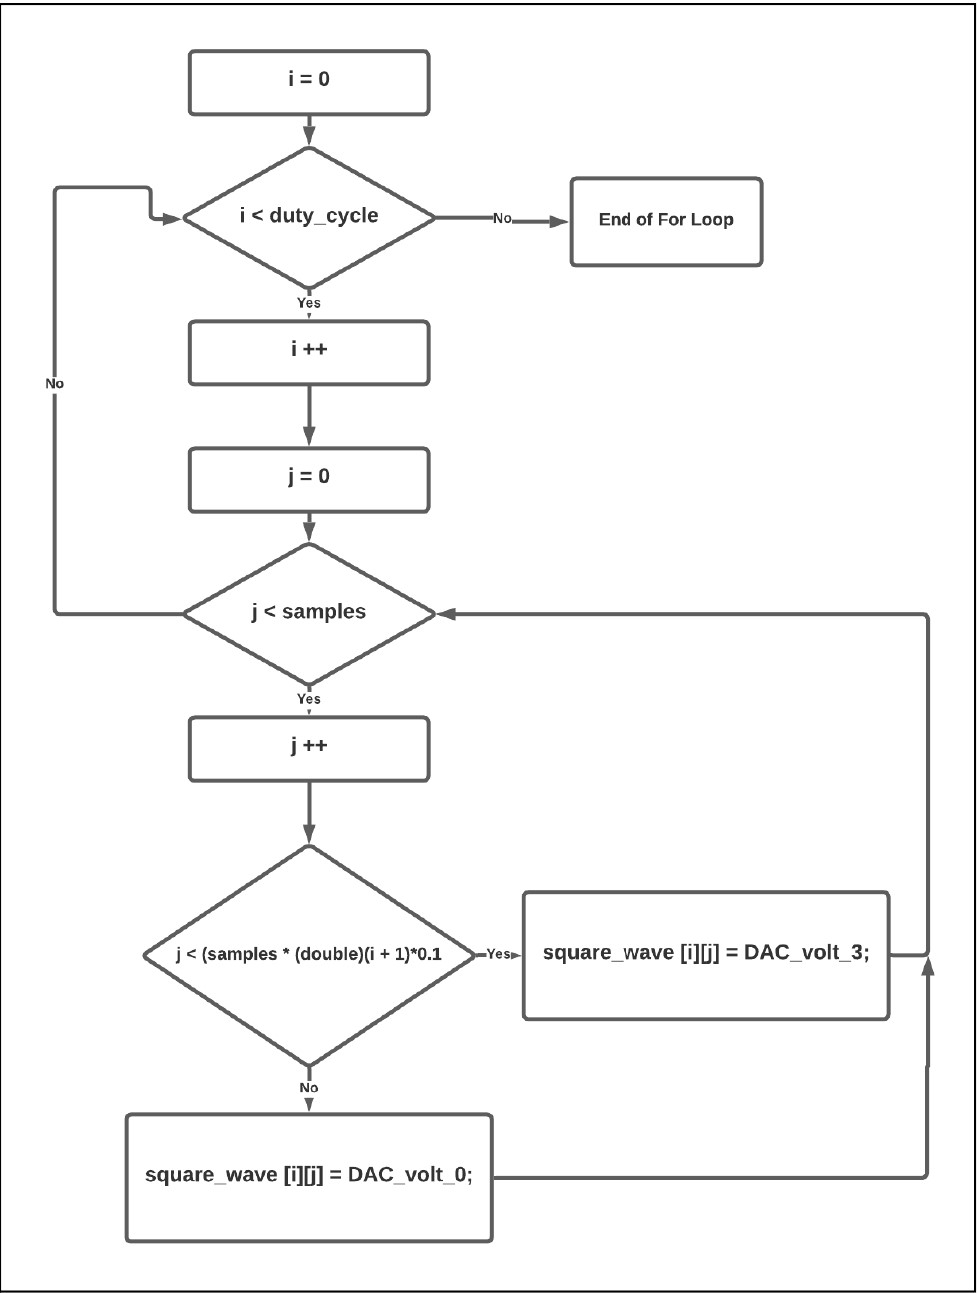 i = 0
i < duty_cycle
No
End of For Loop
Yes
i ++
No
j = 0
j < samples
Yes
j ++
j < (samples * (double)(i + 1)*0.1
Yes
square_wave [i][j] = DAC_volt_3;
No
square_wave [i][j] = DAC_volt_0;